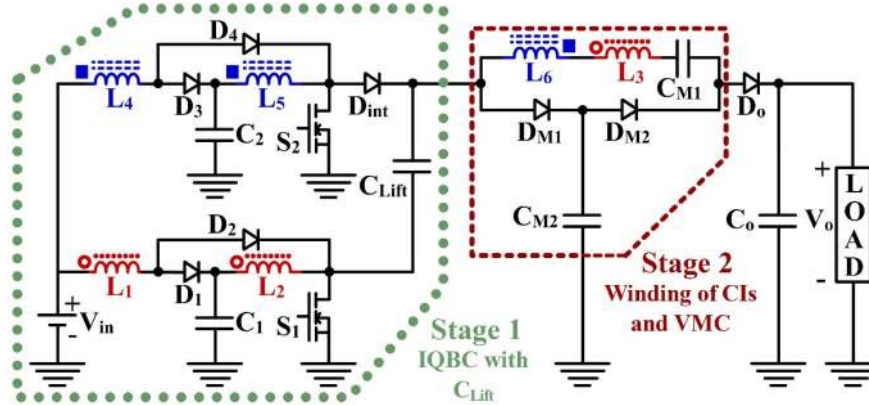 D4
L4
D3
L5
Dint
C2
S2
CLift
D2
L1
D1
L2
C1
S1
+
Vin
-
Stage 1
IQBC with
CLift
L6
L3
CM1
DM1
DM2
Do
CM2
Stage 2
Winding of CIs
and VMC
Co
+
Vo
-
LOAD